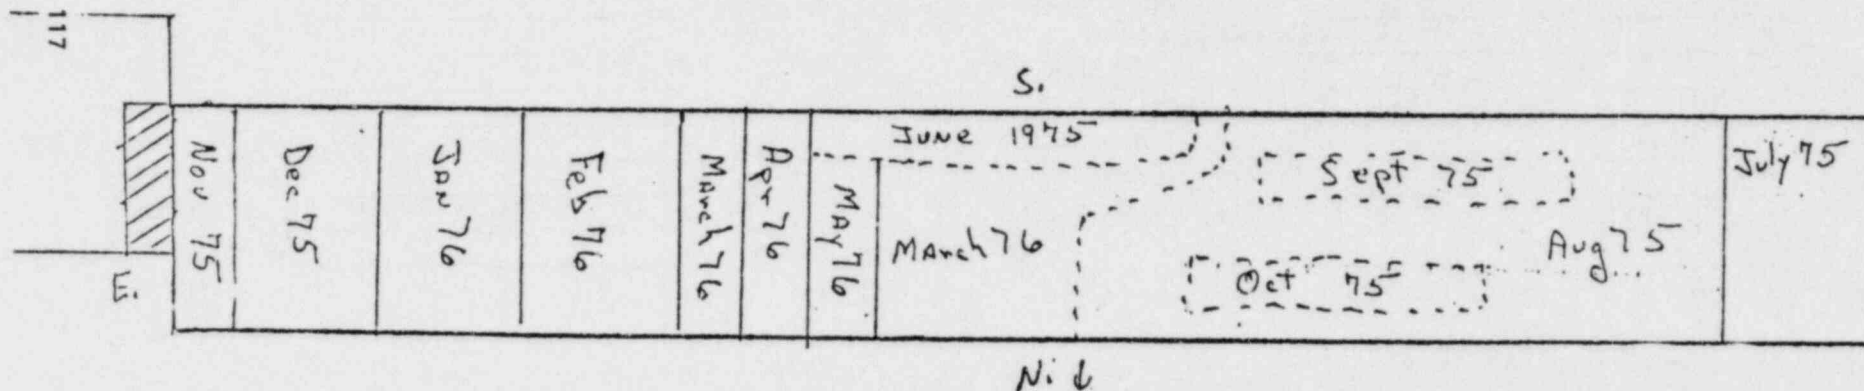 117
S.
E.
Nov 75
Dec 75
Jan 76
Feb 76
March 76
Apr 76
May 76
June 1975
March 76
Sept 75
Oct 75
Aug 75
July 75
N. ↓